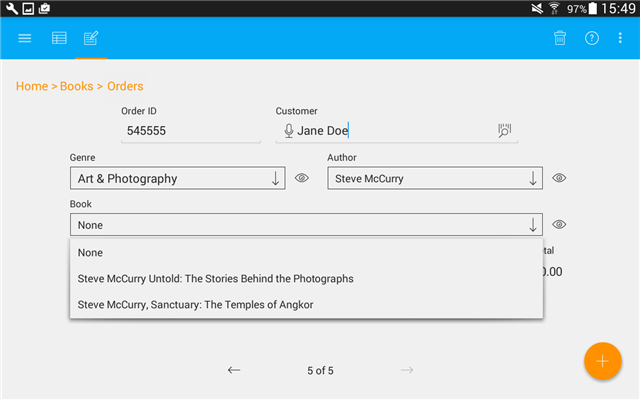 97% 15:49
Home > Books > Orders
Order ID Customer
545555 Jane Doe
Genre Author
Art & Photography Steve McCurry
Book
None
None tal
Steve McCurry Untold: The Stories Behind the Photographs 0.00
Steve McCurry, Sanctuary: The Temples of Angkor
5 of 5